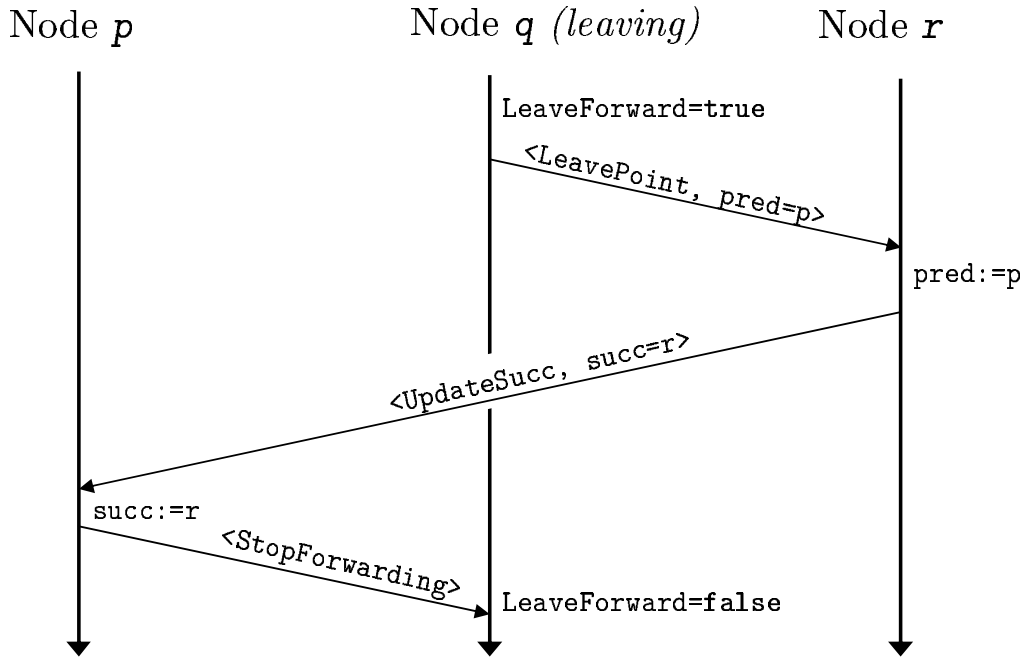 Node p
Node q (leaving)
Node r
LeaveForward=true
<LeavePoint, pred=p>
pred:=p
<UpdateSucc, succ=r>
succ:=r
<StopForwarding>
LeaveForward=false